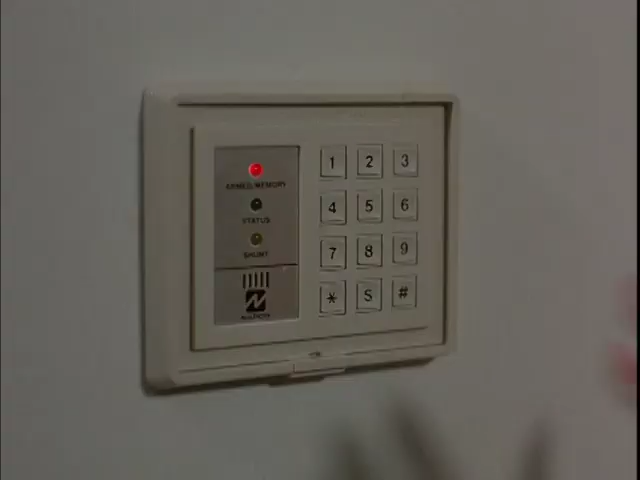 ARMED/MEMORY
STATUS
SHUNT
1 2 3
4 5 6
7 8 9
* S #